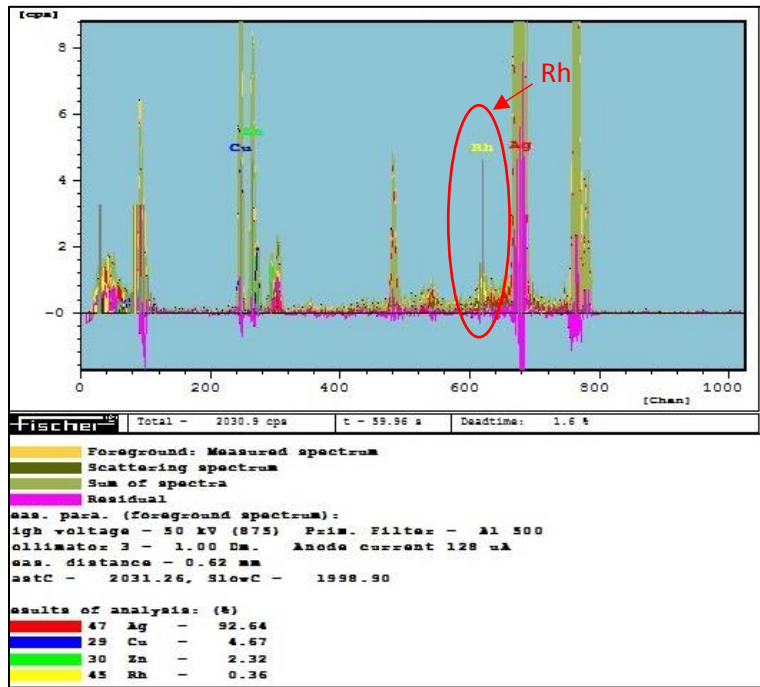 [cpm]
8
6
4
2
-0
Cu
Zn
Rh
Ag
Rh
0 200 400 600 800 1000
[Chan]
fischer Total - 2030.9 cps t - 59.96 s Deadtime: 1.6 %
Foreground: Measured spectrum
Scattering spectrum
Sum of spectra
Residual
eas. para. (foreground spectrum):
igh voltage - 50 kV (875) Prim. Filter - Al 500
ollimator 3 - 1.00 Dm. Anode current 128 uA
eas. distance - 0.62 mm
astC - 2031.26, SlowC - 1998.90
esults of analysis: (%)
47 Ag - 92.64
29 Cu - 4.67
30 Zn - 2.32
45 Rh - 0.36